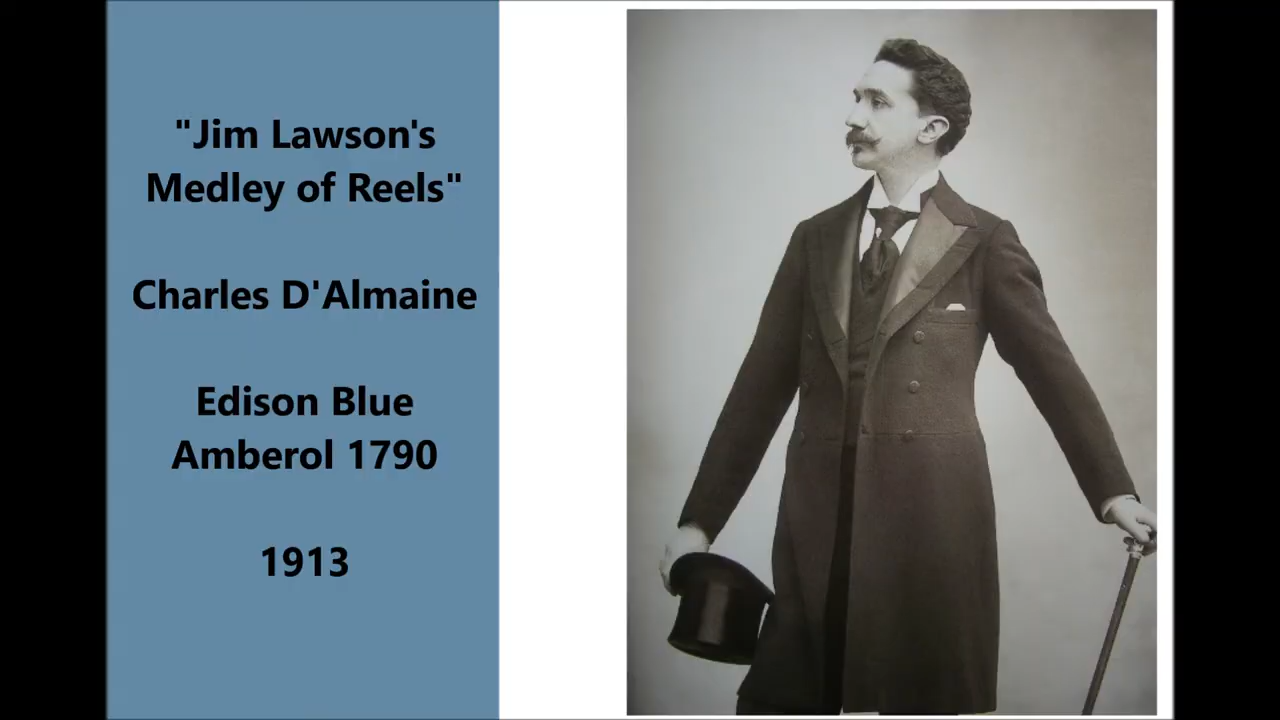 "Jim Lawson's
Medley of Reels"
Charles D'Almaine
Edison Blue
Amberol 1790
1913